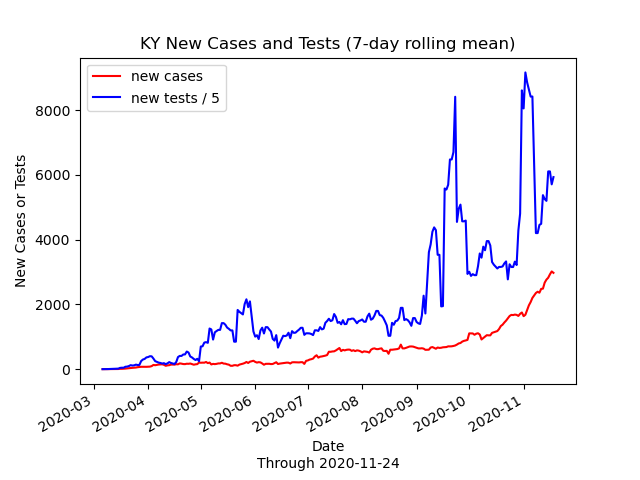 KY New Cases and Tests (7-day rolling mean)
new cases
new tests / 5
New Cases or Tests
8000
6000
4000
2000
0
2020-03
2020-04
2020-05
2020-06
2020-07
2020-08
2020-09
2020-10
2020-11
Date
Through 2020-11-24